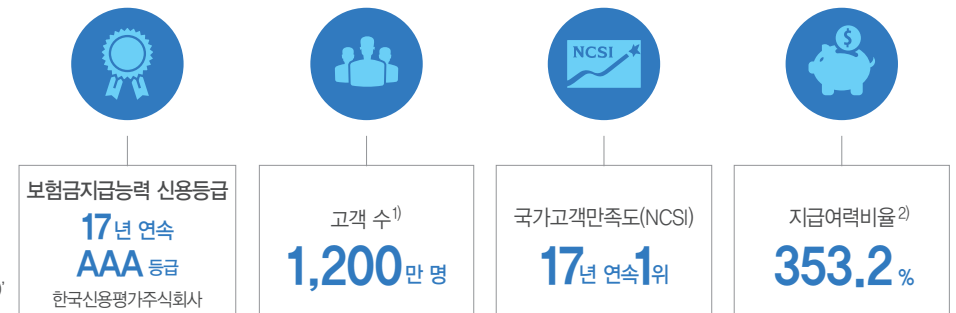 NCSI
$
보험금지급능력 신용등급
17년 연속
AAA 등급
한국신용평가주식회사
고객 수1)
1,200만 명
국가고객만족도(NCSI)
17년 연속1위
지급여력비율2)
353.2%